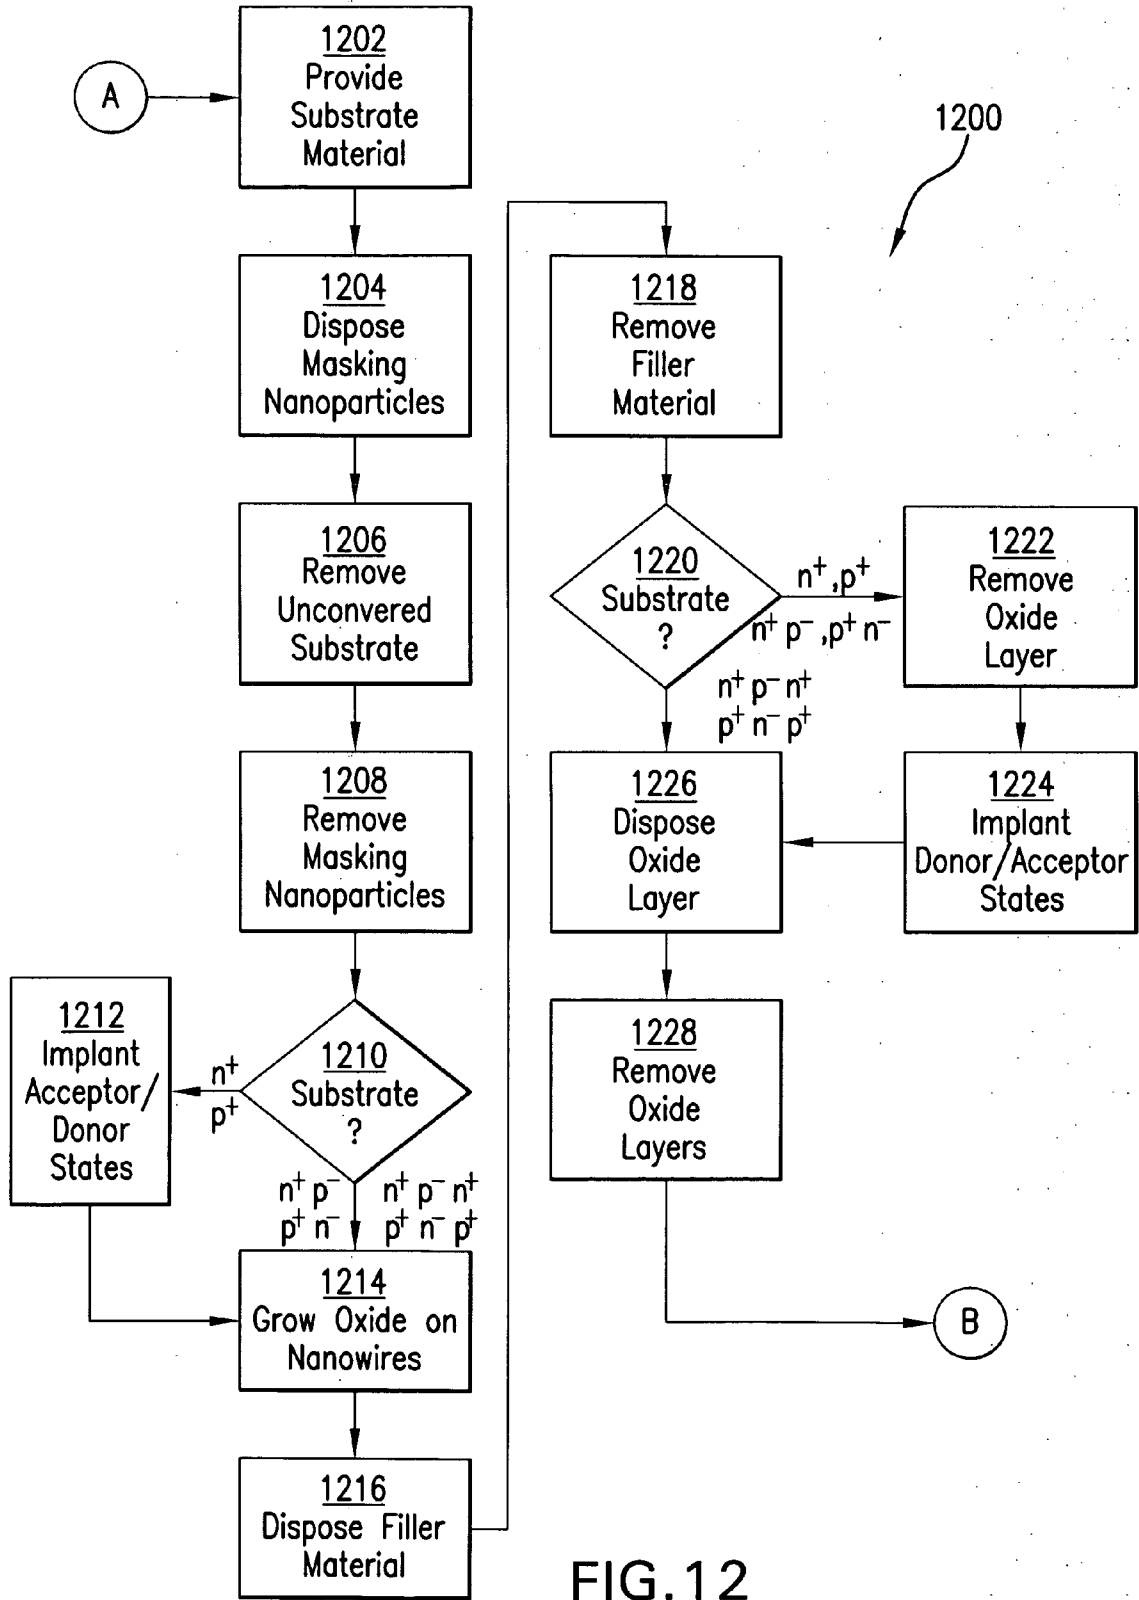 A
1202
Provide
Substrate
Material
1204
Dispose
Masking
Nanoparticles
1206
Remove
Unconvered
Substrate
1208
Remove
Masking
Nanoparticles
1210
Substrate
?
n⁺
p⁺
1212
Implant
Acceptor/
Donor
States
n⁺ p⁻ n⁺ p⁻ n⁺
p⁺ n⁻ p⁺ n⁻ p⁺
1214
Grow Oxide on
Nanowires
1216
Dispose Filler
Material
1200
1218
Remove
Filler
Material
1220
Substrate
?
n⁺,p⁺
n⁺ p⁻,p⁺ n⁻
n⁺ p⁻ n⁺
p⁺ n⁻ p⁺
1222
Remove
Oxide
Layer
1224
Implant
Donor/Acceptor
States
1226
Dispose
Oxide
Layer
1228
Remove
Oxide
Layers
B
FIG.12